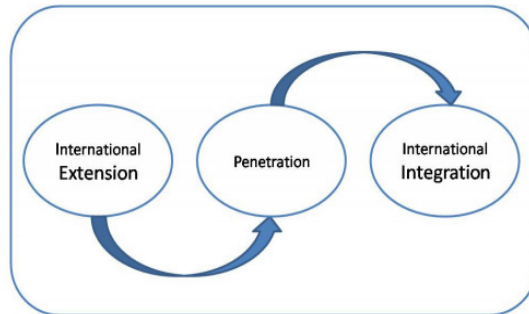 International
Extension
Penetration
International
Integration